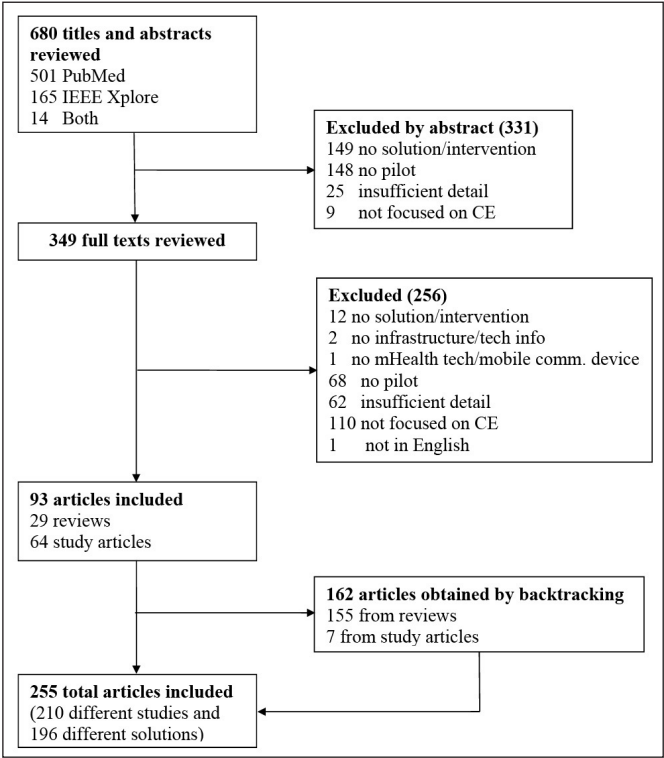 680 titles and abstracts
reviewed
501 PubMed
165 IEEE Xplore
14 Both
Excluded by abstract (331)
149 no solution/intervention
148 no pilot
25 insufficient detail
9 not focused on CE
349 full texts reviewed
Excluded (256)
12 no solution/intervention
2 no infrastructure/tech info
1 no mHealth tech/mobile comm. device
68 no pilot
62 insufficient detail
110 not focused on CE
1 not in English
93 articles included
29 reviews
64 study articles
162 articles obtained by backtracking
155 from reviews
7 from study articles
255 total articles included
(210 different studies and
196 different solutions)